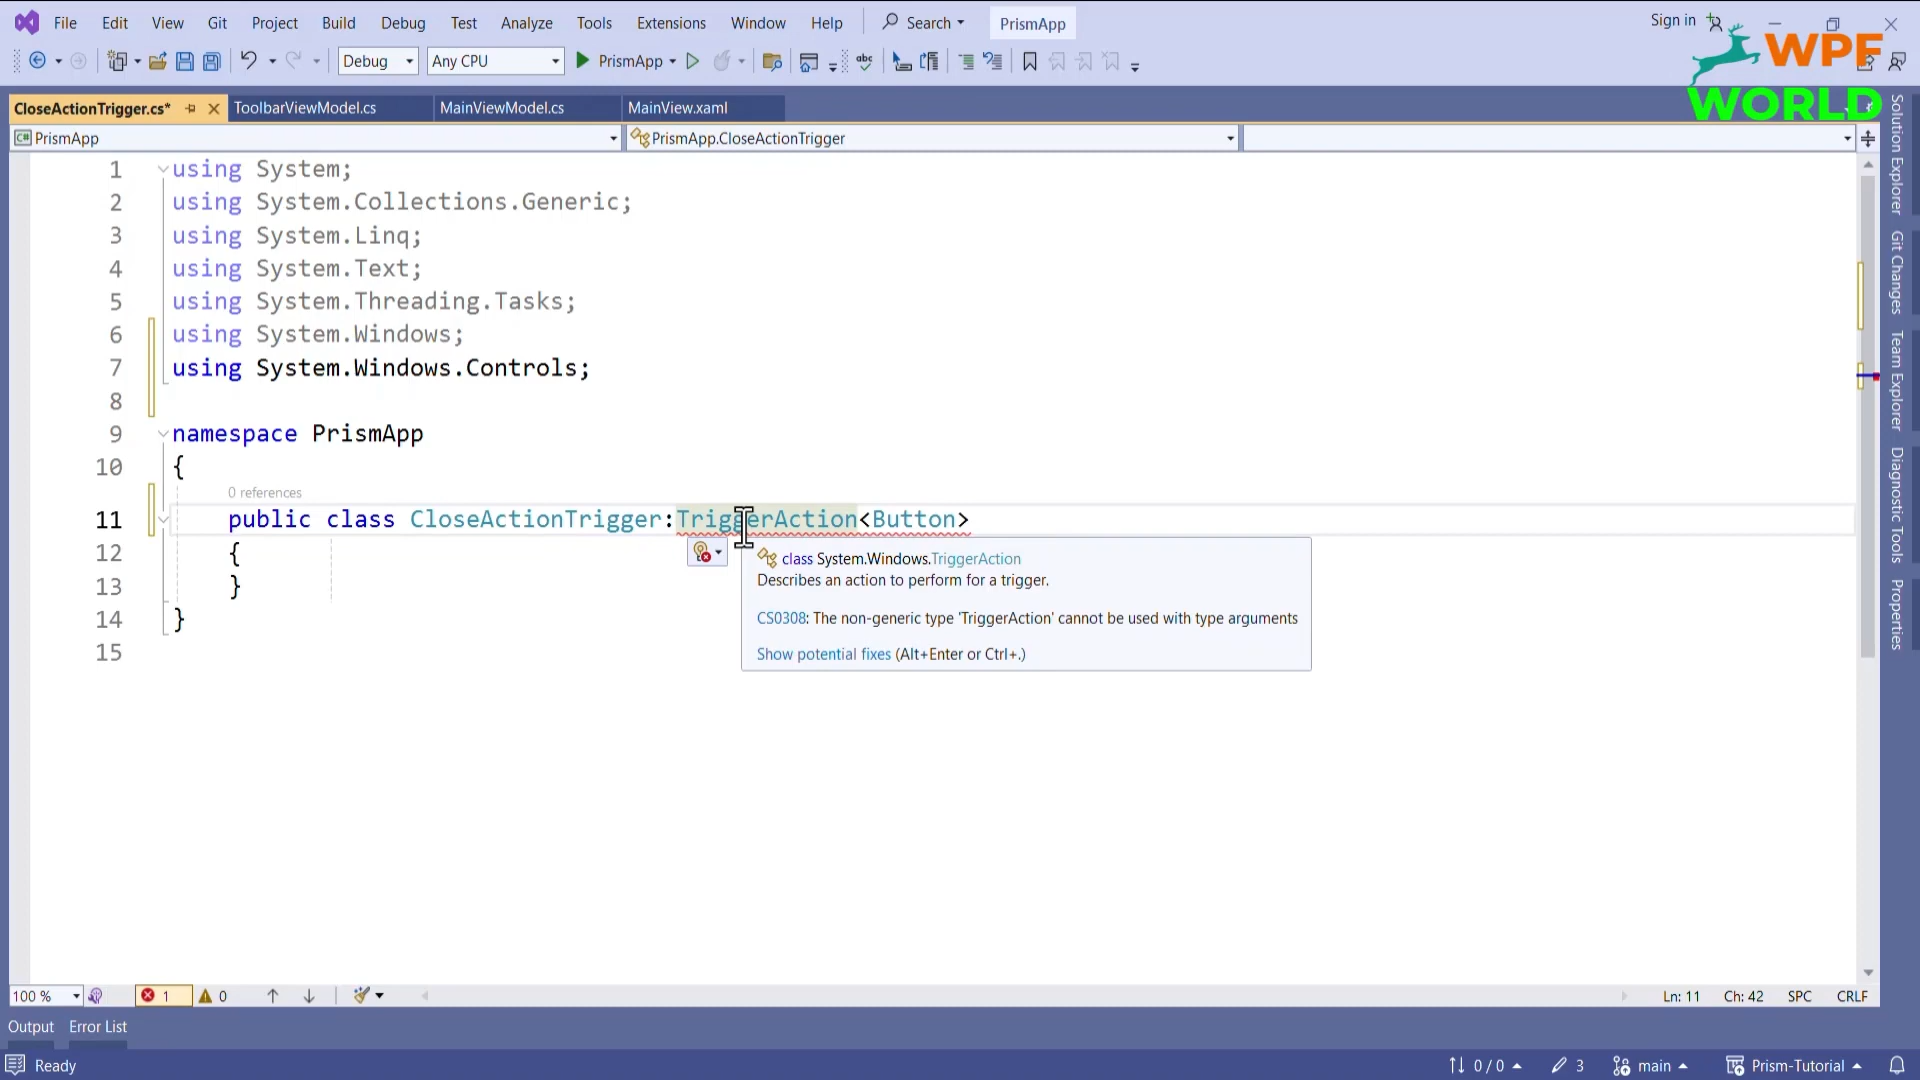 File Edit View Git Project Build Debug Test Analyze Tools Extensions Window Help Search PrismApp Sign in
Debug Any CPU PrismApp
WPF
WORLD
CloseActionTrigger.cs* ToolbarViewModel.cs MainViewModel.cs MainView.xaml
PrismApp PrismApp.CloseActionTrigger
1 using System;
2 using System.Collections.Generic;
3 using System.Linq;
4 using System.Text;
5 using System.Threading.Tasks;
6 using System.Windows;
7 using System.Windows.Controls;
8
9 namespace PrismApp
10 {
0 references
11 public class CloseActionTrigger:TriggerAction<Button>
12 {
13 }
14 }
15
class System.Windows.TriggerAction
Describes an action to perform for a trigger.
CS0308: The non-generic type 'TriggerAction' cannot be used with type arguments
Show potential fixes (Alt+Enter or Ctrl+.)
Solution Explorer
Git Changes
Team Explorer
Diagnostic Tools
Properties
100 % 1 0 Ln: 11 Ch: 42 SPC CRLF
Output Error List
Ready 0 / 0 3 main Prism-Tutorial